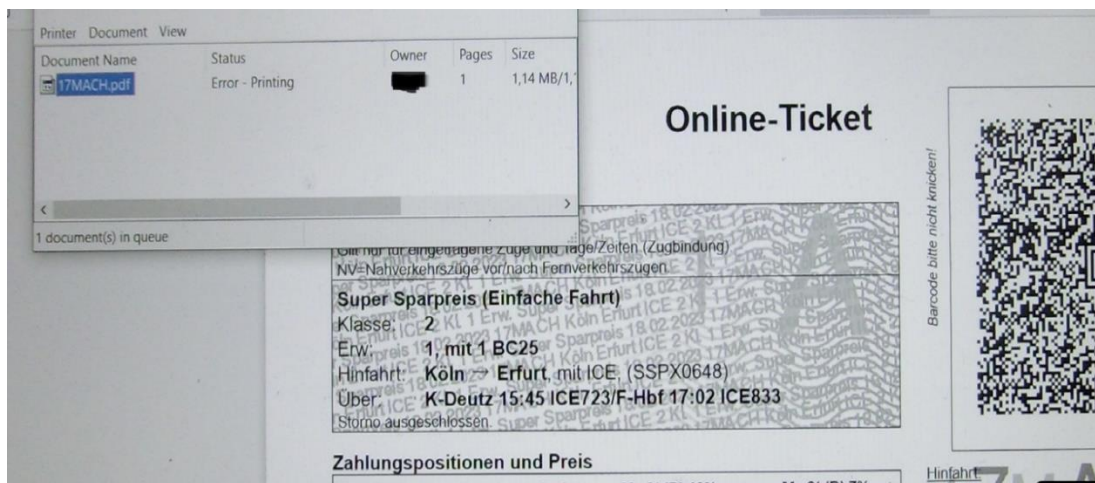 Printer Document View
Document Name Status Owner Pages Size
17MACH.pdf Error - Printing 1 1,14 MB/1,
1 document(s) in queue
Online-Ticket
Barcode bitte nicht knicken!
Gilt nur für eingetragene Züge und Tage/Zeiten (Zugbindung)
NV=Nahverkehrszüge vor/nach Fernverkehrszügen
Super Sparpreis (Einfache Fahrt)
Klasse: 2
Erw: 1, mit 1 BC25
Hinfahrt: Köln → Erfurt, mit ICE, (SSPX0648)
Über: K-Deutz 15:45 ICE723/F-Hbf 17:02 ICE833
Storno ausgeschlossen
Zahlungspositionen und Preis
Hinfahrt: